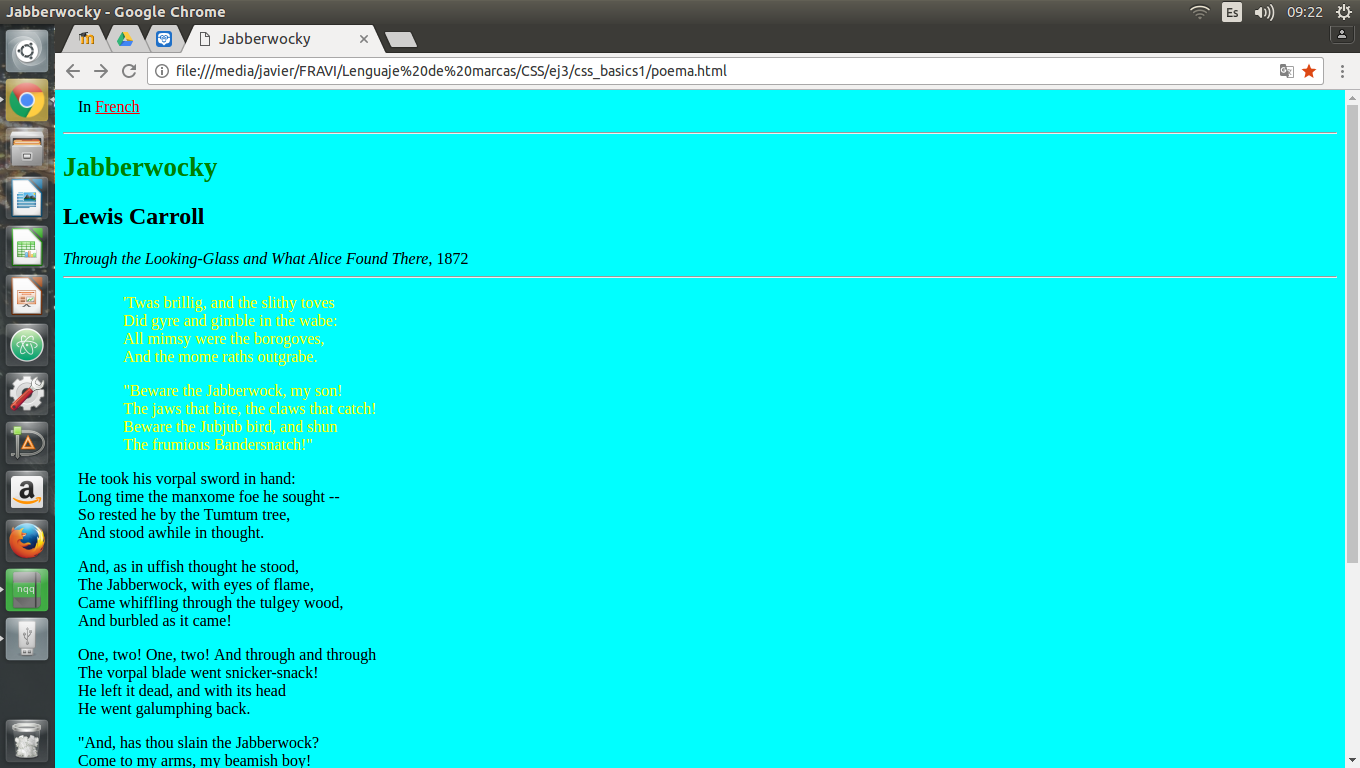 Jabberwocky - Google Chrome
Es
09:22
Jabberwocky
file:///media/javier/FRAVI/Lenguaje%20de%20marcas/CSS/ej3/css_basics1/poema.html
In French
Jabberwocky
Lewis Carroll
Through the Looking-Glass and What Alice Found There, 1872
'Twas brillig, and the slithy toves
Did gyre and gimble in the wabe:
All mimsy were the borogoves,
And the mome raths outgrabe.
"Beware the Jabberwock, my son!
The jaws that bite, the claws that catch!
Beware the Jubjub bird, and shun
The frumious Bandersnatch!"
He took his vorpal sword in hand:
Long time the manxome foe he sought --
So rested he by the Tumtum tree,
And stood awhile in thought.
And, as in uffish thought he stood,
The Jabberwock, with eyes of flame,
Came whiffling through the tulgey wood,
And burbled as it came!
One, two! One, two! And through and through
The vorpal blade went snicker-snack!
He left it dead, and with its head
He went galumphing back.
"And, has thou slain the Jabberwock?
Come to my arms, my beamish boy!
a
nqq